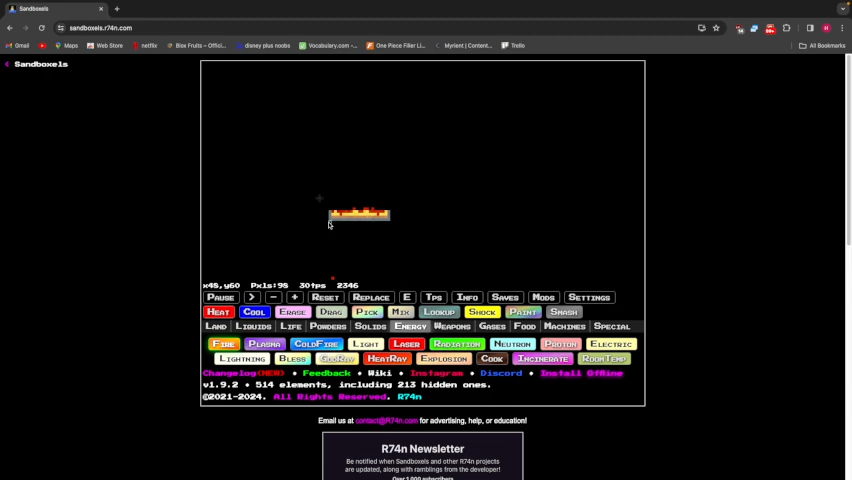 Sandboxels
sandboxels.r74n.com
Gmail Maps Web Store netflix Blox Fruits – Offici... disney plus noobs Vocabulary.com -... One Piece Filler Li... Myrient | Content... Trello All Bookmarks
< Sandboxels
x48,y60 Pxls:98 30tps 2346
Pause > − + Reset Replace E Tps Info Saves Mods Settings
Heat Cool Erase Drag Pick Mix Lookup Shock Paint Smash
Land Liquids Life Powders Solids Energy Weapons Gases Food Machines Special
Fire Plasma ColdFire Light Laser Radiation Neutron Proton Electric
Lightning Bless GodRay HeatRay Explosion Cook Incinerate RoomTemp
Changelog(NEW) • Feedback • Wiki • Instagram • Discord • Install Offline
v1.9.2 • 514 elements, including 213 hidden ones.
©2021-2024. All Rights Reserved, R74n
Email us at contact@R74n.com for advertising, help, or education!
R74n Newsletter
Be notified when Sandboxels and other R74n projects
are updated, along with ramblings from the developer!
Over 1,000 subscribers